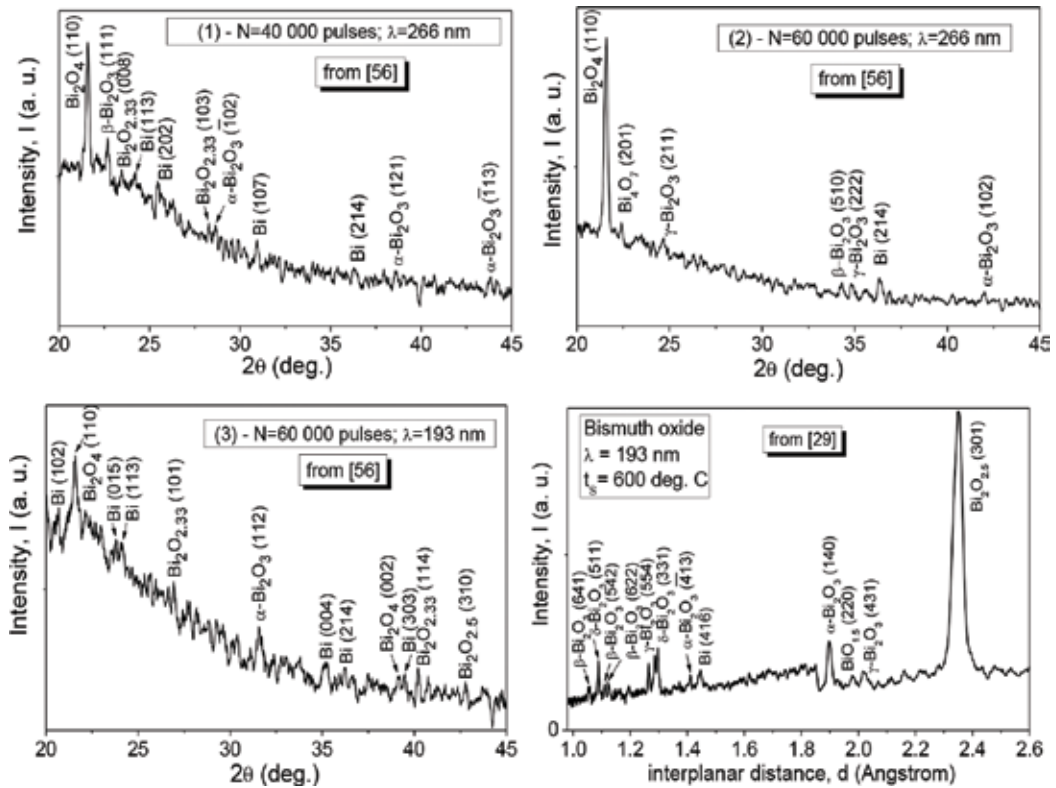 (1) - N=40 000 pulses; λ=266 nm
from [56]
Bi₂O₄ (110)
β-Bi₂O₃ (111)
Bi₂O₂.₃₃ (008)
Bi (113)
Bi (202)
Bi₂O₂.₃₃ (103)
α-Bi₂O₃ (1̅02)
Bi (107)
Bi (214)
α-Bi₂O₃ (121)
α-Bi₂O₃ (1̅13)
Intensity, I (a. u.)
20 25 30 35 40 45
2θ (deg.)
(2) - N=60 000 pulses; λ=266 nm
from [56]
Bi₂O₄ (110)
Bi₄O₇ (201)
γ-Bi₂O₃ (211)
β-Bi₂O₃ (510)
γ-Bi₂O₃ (222)
Bi (214)
α-Bi₂O₃ (102)
Intensity, I (a. u.)
20 25 30 35 40 45
2θ (deg.)
(3) - N=60 000 pulses; λ=193 nm
from [56]
Bi (102)
Bi₂O₄ (110)
Bi (015)
Bi (113)
Bi₂O₂.₃₃ (101)
α-Bi₂O₃ (112)
Bi (004)
Bi (214)
Bi₂O₄ (002)
Bi (303)
Bi₂O₂.₃₃ (114)
Bi₂O₂.₅ (310)
Intensity, I (a. u.)
20 25 30 35 40 45
2θ (deg.)
Bismuth oxide
λ = 193 nm
tₛ = 600 deg. C
from [29]
β-Bi₂O₃ (641)
δ-Bi₂O₃ (511)
β-Bi₂O₃ (542)
β-Bi₂O₃ (622)
γ-Bi₂O₃ (554)
δ-Bi₂O₃ (331)
α-Bi₂O₃ (4̅13)
Bi (416)
α-Bi₂O₃ (140)
BiO₁.₅ (220)
γ-Bi₂O₃ (431)
Bi₂O₂.₅ (301)
Intensity, I (a. u.)
0
1.0 1.2 1.4 1.6 1.8 2.0 2.2 2.4 2.6
interplanar distance, d (Angstrom)